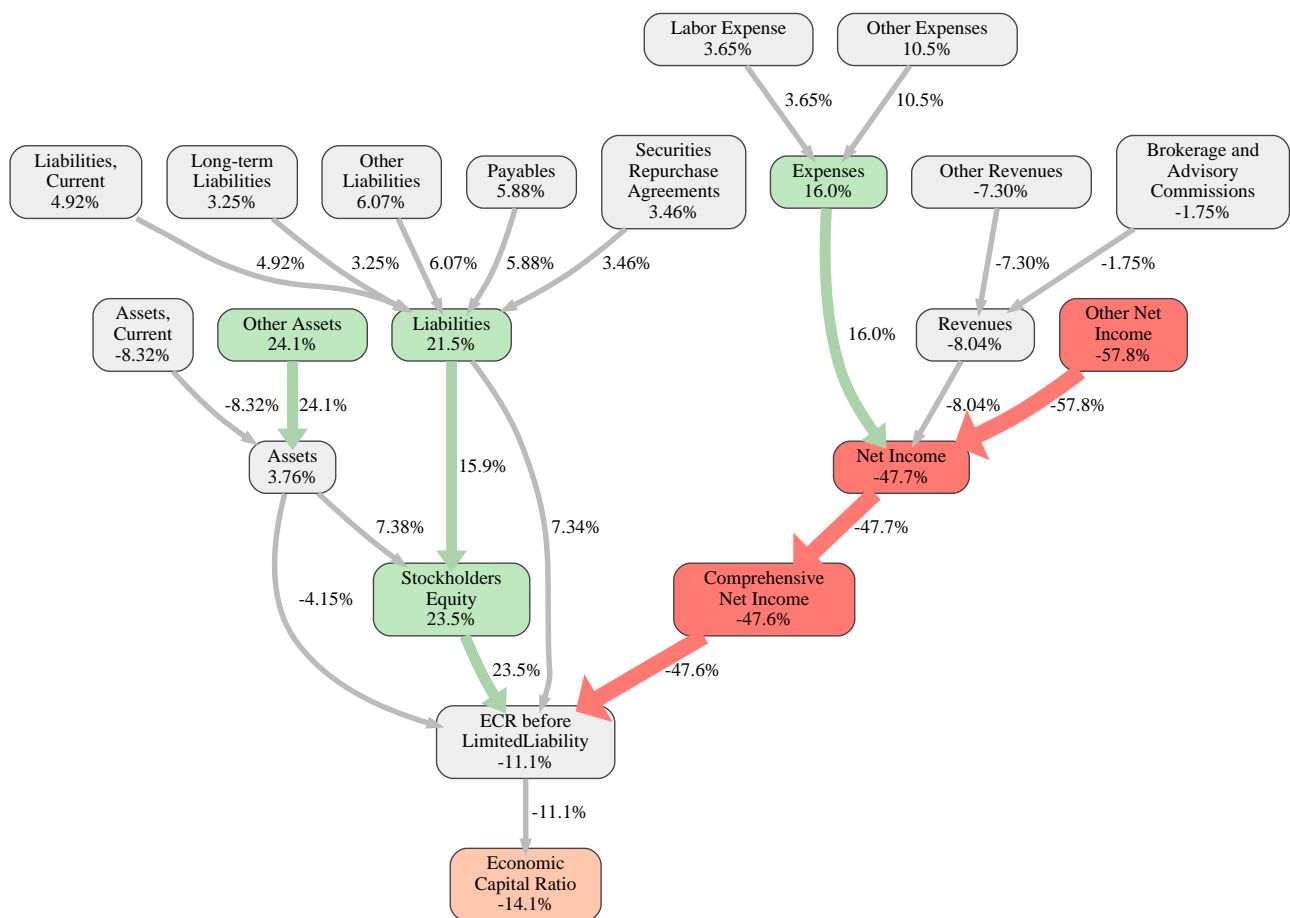 Labor Expense
3.65%
Other Expenses
10.5%
3.65%
10.5%
Liabilities,
Current
4.92%
Long-term
Liabilities
3.25%
Other
Liabilities
6.07%
Payables
5.88%
Securities
Repurchase
Agreements
3.46%
Expenses
16.0%
Other Revenues
-7.30%
Brokerage and
Advisory
Commissions
-1.75%
4.92%
3.25%
6.07%
5.88%
3.46%
-7.30%
-1.75%
Assets,
Current
-8.32%
Other Assets
24.1%
Liabilities
21.5%
16.0%
Revenues
-8.04%
Other Net
Income
-57.8%
-8.32%
24.1%
-8.04%
-57.8%
Assets
3.76%
15.9%
Net Income
-47.7%
7.38%
7.34%
-47.7%
-4.15%
Stockholders
Equity
23.5%
Comprehensive
Net Income
-47.6%
23.5%
-47.6%
ECR before
LimitedLiability
-11.1%
-11.1%
Economic
Capital Ratio
-14.1%